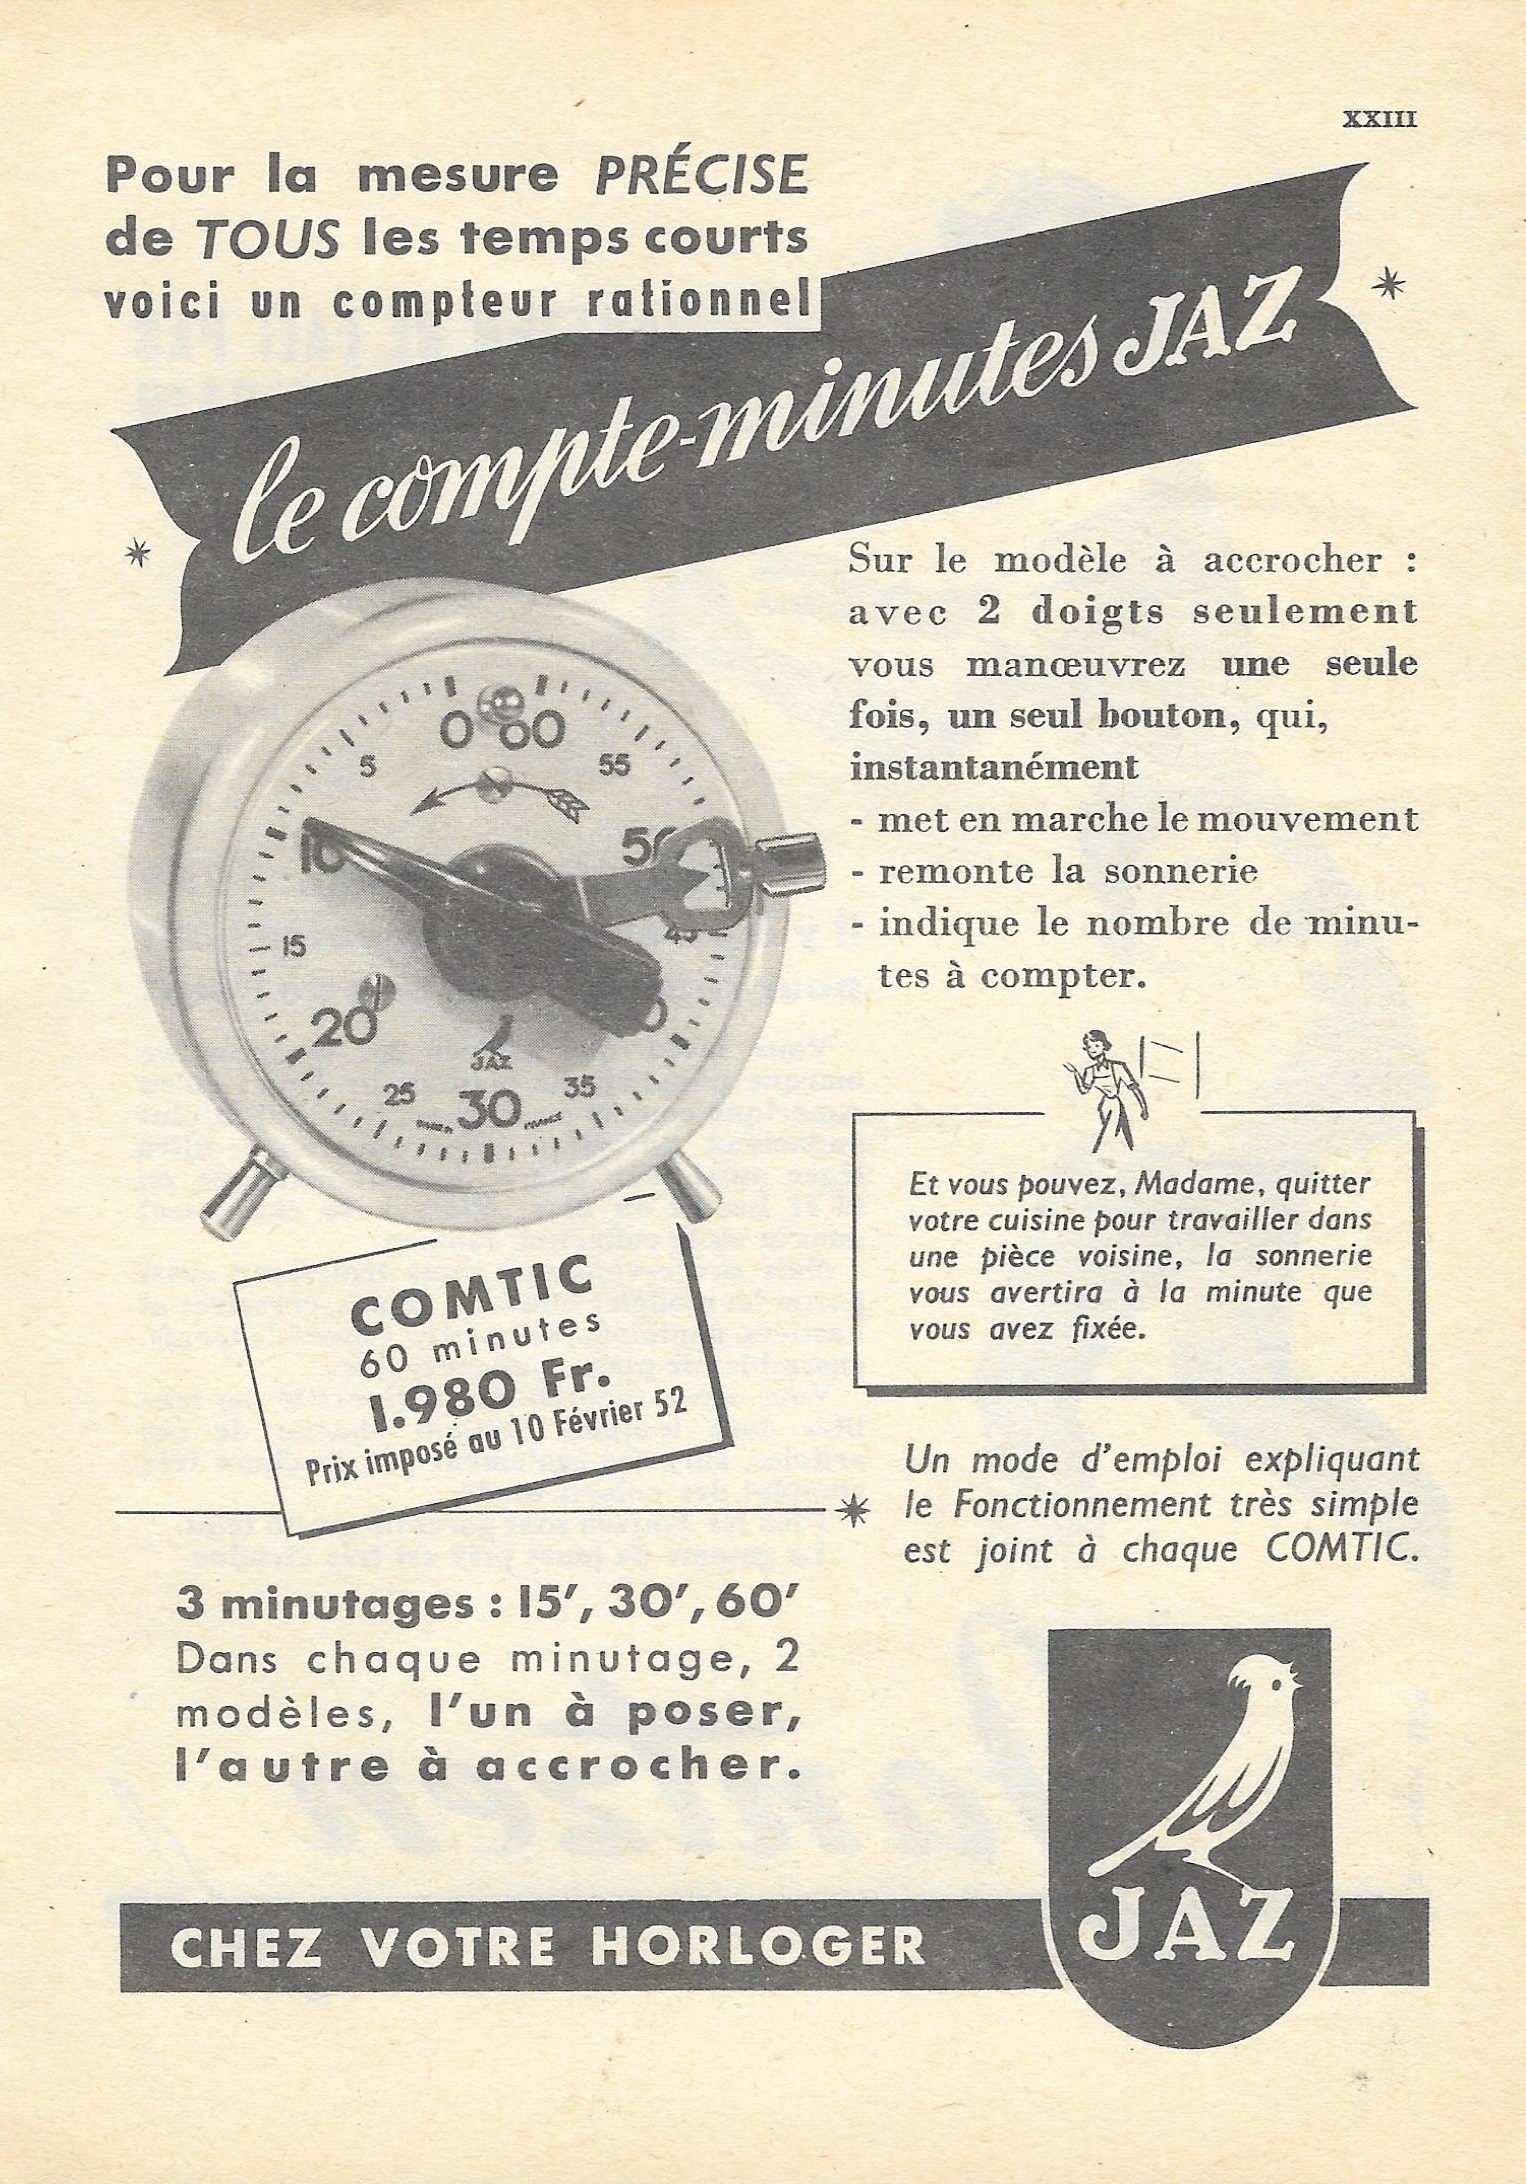 XXIII
Pour la mesure PRÉCISE
de TOUS les temps courts
voici un compteur rationnel
le compte-minutes JAZ
Sur le modèle à accrocher :
avec 2 doigts seulement
vous manœuvrez une seule
fois, un seul bouton, qui,
instantanément
- met en marche le mouvement
- remonte la sonnerie
- indique le nombre de minu-
tes à compter.
0 60
5 55
10 50
15 45
20
JAZ
25 30 35
Et vous pouvez, Madame, quitter
votre cuisine pour travailler dans
une pièce voisine, la sonnerie
vous avertira à la minute que
vous avez fixée.
COMTIC
60 minutes
1.980 Fr.
Prix imposé au 10 Février 52
Un mode d'emploi expliquant
le Fonctionnement très simple
est joint à chaque COMTIC.
3 minutages : 15', 30', 60'
Dans chaque minutage, 2
modèles, l'un à poser,
l'autre à accrocher.
CHEZ VOTRE HORLOGER
JAZ